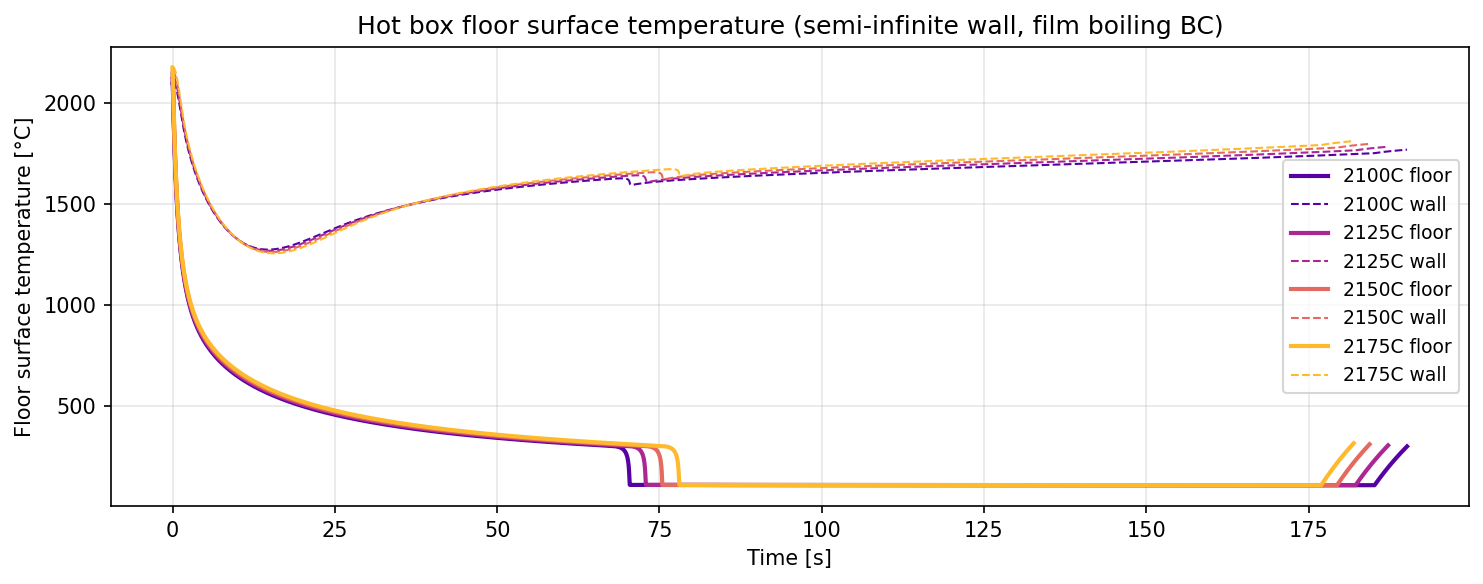 Hot box floor surface temperature (semi-infinite wall, film boiling BC)
Floor surface temperature [°C]
2000
1500
1000
500
0
25
50
75
100
125
150
175
Time [s]
2100C floor
2100C wall
2125C floor
2125C wall
2150C floor
2150C wall
2175C floor
2175C wall